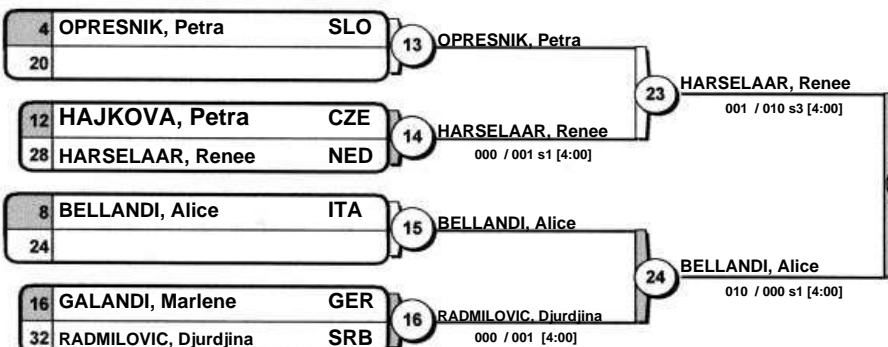 4 OPRESNIK, Petra SLO
20
13 OPRESNIK, Petra
12 HAJKOVA, Petra CZE
28 HARSELAAR, Renee NED
14 HARSELAAR, Renee
000 / 001 s1 [4:00]
23 HARSELAAR, Renee
001 / 010 s3 [4:00]
8 BELLANDI, Alice ITA
24
15 BELLANDI, Alice
16 GALANDI, Marlene GER
32 RADMILOVIC, Djurdjina SRB
16 RADMILOVIC, Djurdjina
000 / 001 [4:00]
24 BELLANDI, Alice
010 / 000 s1 [4:00]